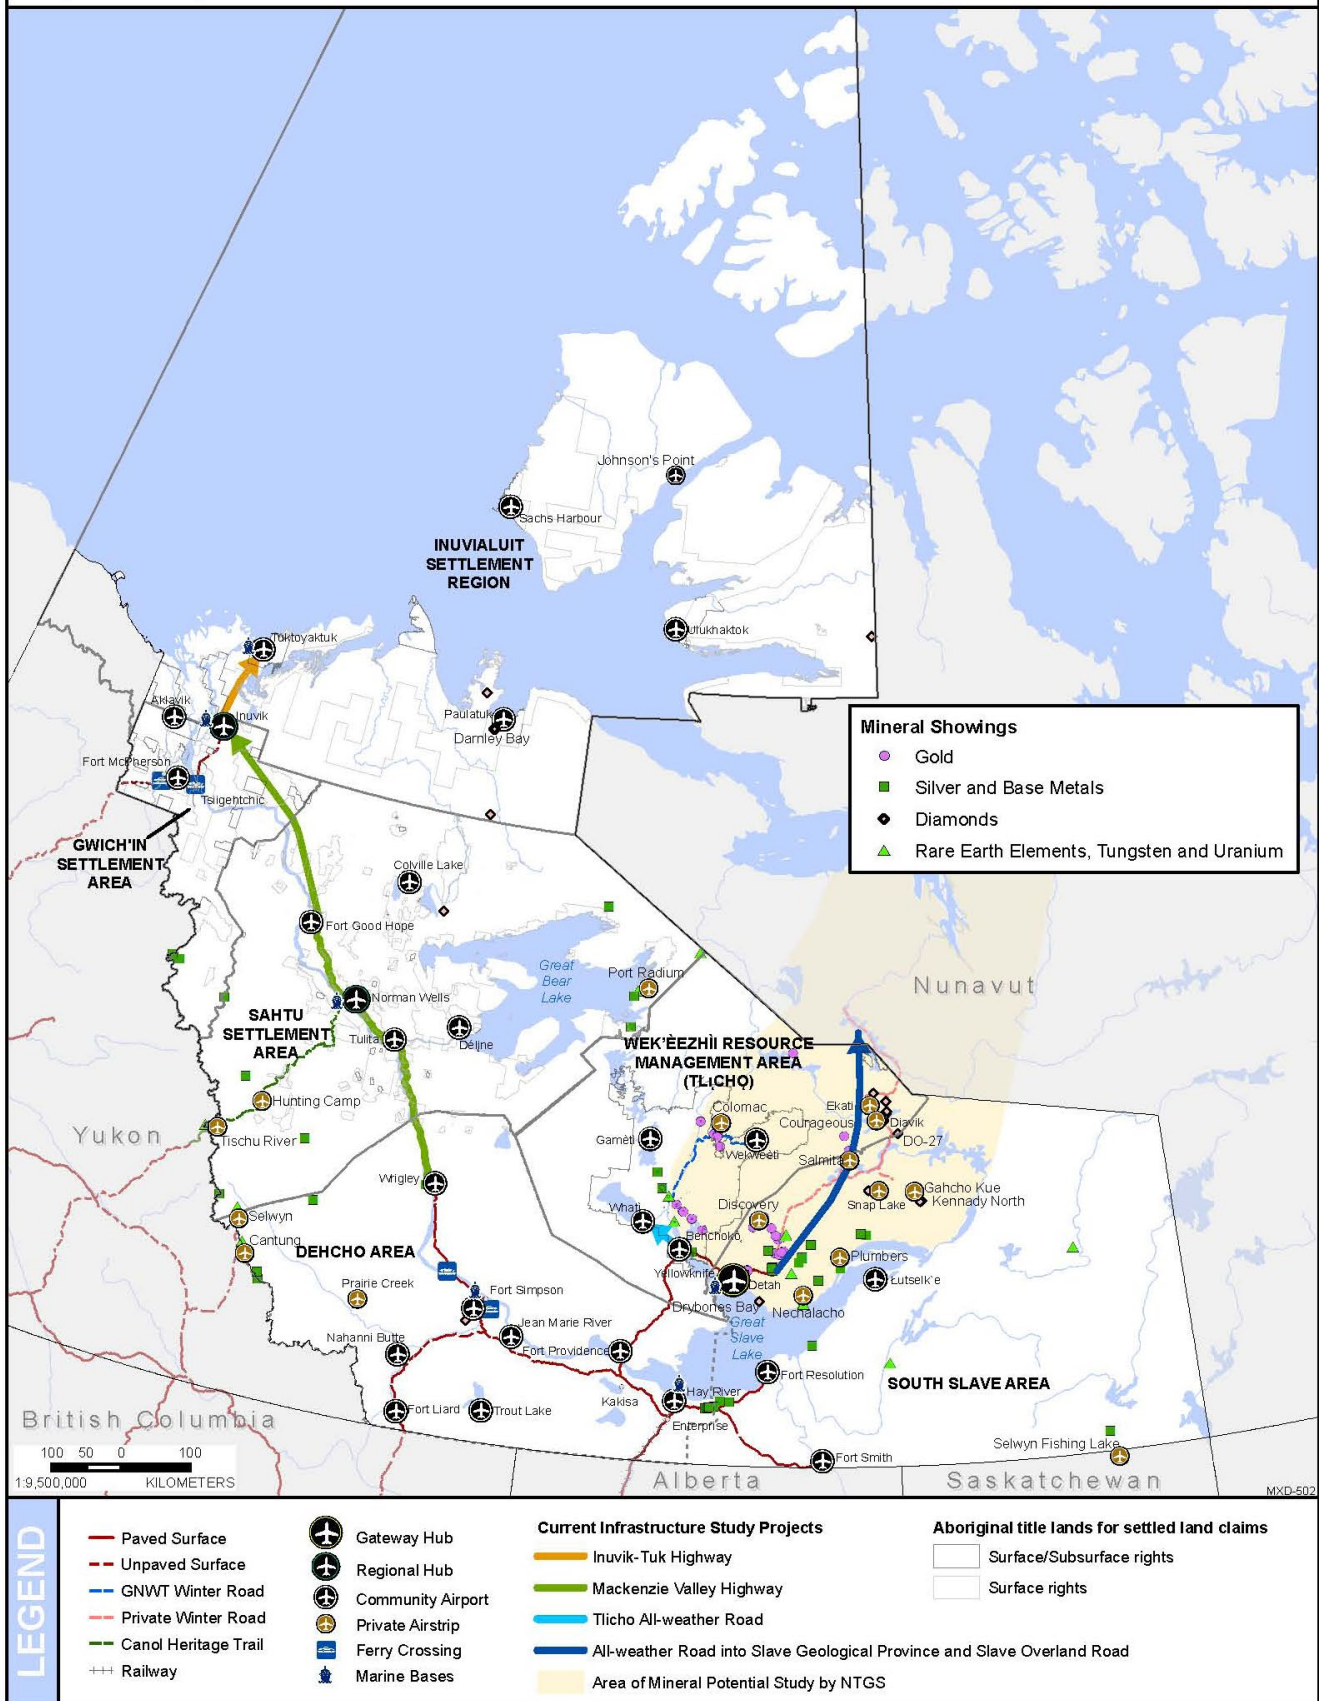 Johnson's Point
Sachs Harbour
INUVIALUIT
SETTLEMENT
REGION
Ulukhaktok
Tuktoyaktuk
Aklavik
Inuvik
Paulatuk
Darnley Bay
Fort McPherson
Tsiigehtchic
GWICH'IN
SETTLEMENT
AREA
Mineral Showings
Gold
Silver and Base Metals
Diamonds
Rare Earth Elements, Tungsten and Uranium
Colville Lake
Fort Good Hope
Great
Bear
Lake
Port Radium
Nunavut
Norman Wells
SAHTU
SETTLEMENT
AREA
Tulita
Déline
WEK'ÈEZHÌI RESOURCE
MANAGEMENT AREA
(TŁĮCHǪ)
Hunting Camp
Tischu River
Yukon
Colomac
Ekati
Courageous
Diavik
DO-27
Gamètì
Wekweètì
Salmita
Wrigley
Snap Lake
Gahcho Kue
Kennady North
Selwyn
Whatì
Discovery
Cantung
DEHCHO AREA
Behchoko
Plumbers
Yellowknife
Detah
Łutselk'e
Prairie Creek
Fort Simpson
Drybones Bay
Nechalacho
Jean Marie River
Great
Slave
Lake
Nahanni Butte
Fort Providence
Fort Resolution
SOUTH SLAVE AREA
Kakisa
Hay River
Fort Liard
Trout Lake
Enterprise
British Columbia
Selwyn Fishing Lake
Fort Smith
100 50 0 100
1:9,500,000 KILOMETERS
Alberta
Saskatchewan
MXD-502
LEGEND
Paved Surface
Unpaved Surface
GNWT Winter Road
Private Winter Road
Canol Heritage Trail
Railway
Gateway Hub
Regional Hub
Community Airport
Private Airstrip
Ferry Crossing
Marine Bases
Current Infrastructure Study Projects
Inuvik-Tuk Highway
Mackenzie Valley Highway
Tlicho All-weather Road
All-weather Road into Slave Geological Province and Slave Overland Road
Area of Mineral Potential Study by NTGS
Aboriginal title lands for settled land claims
Surface/Subsurface rights
Surface rights